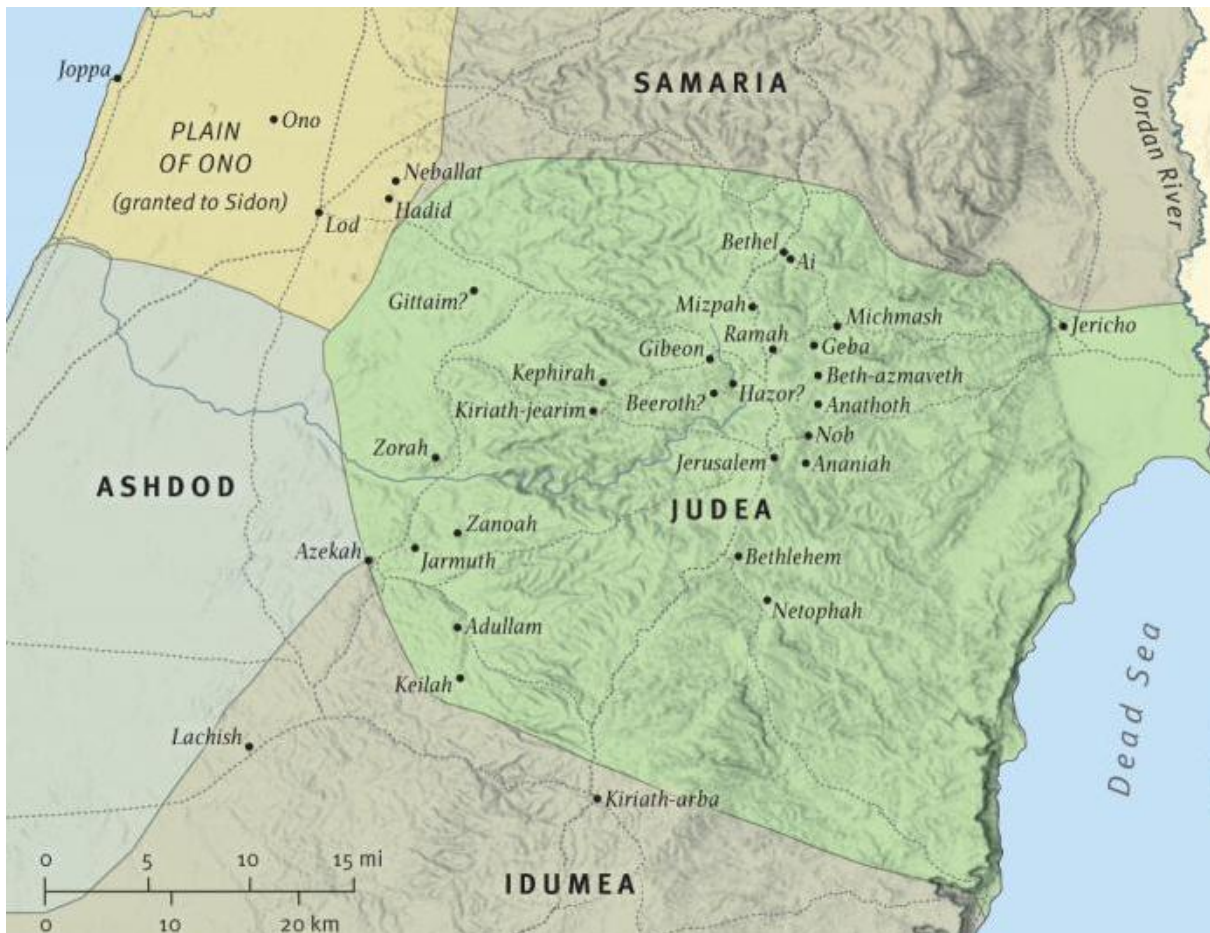 Joppa
SAMARIA
Jordan River
Ono
PLAIN
OF ONO
(granted to Sidon)
Neballat
Hadid
Lod
Bethel
Ai
Gittaim?
Mizpah
Michmash
Jericho
Ramah
Geba
Gibeon
Kephirah
Beth-azmaveth
Hazor?
Beeroth?
Kiriath-jearim
Anathoth
Nob
Zorah
Jerusalem
Ananiah
ASHDOD
JUDEA
Zanoah
Azekah
Jarmuth
Bethlehem
Netophah
Adullam
Keilah
Dead Sea
Lachish
Kiriath-arba
0 5 10 15 mi
IDUMEA
0 10 20 km